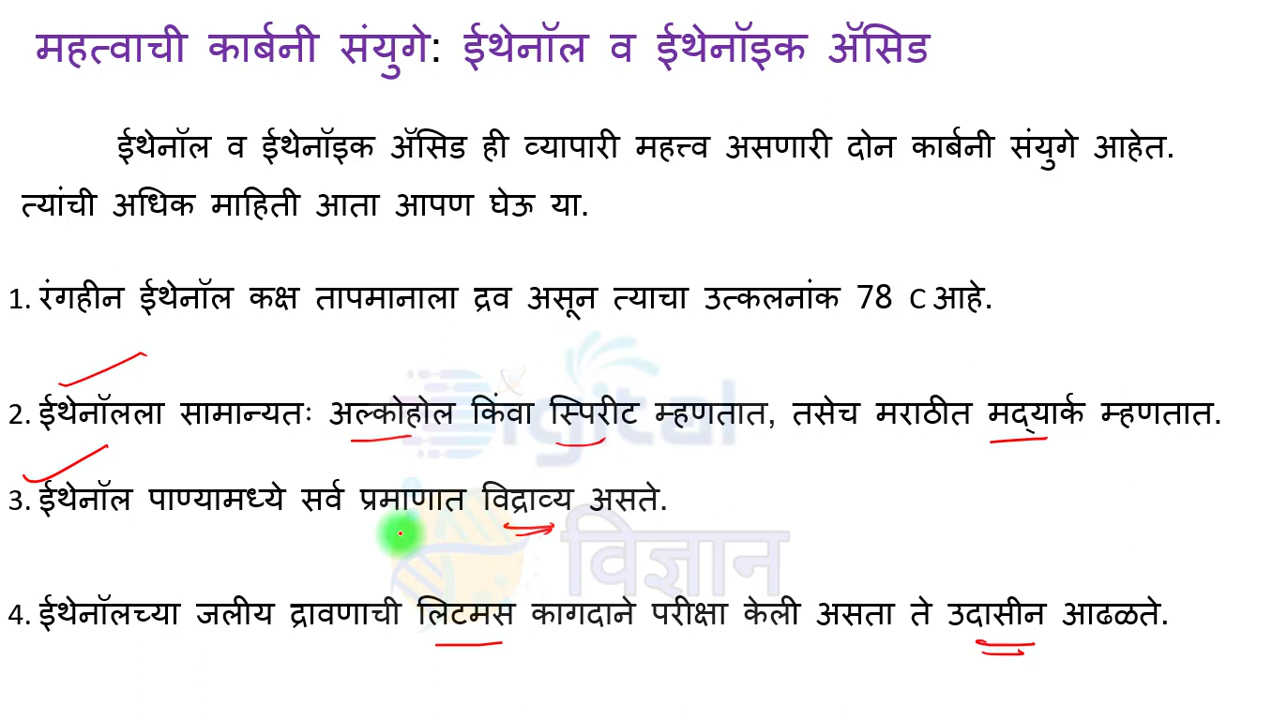 महत्वाची कार्बनी संयुगे: ईथेनॉल व ईथेनॉइक ॲसिड
ईथेनॉल व ईथेनॉइक ॲसिड ही व्यापारी महत्त्व असणारी दोन कार्बनी संयुगे आहेत.
त्यांची अधिक माहिती आता आपण घेऊ या.
1. रंगहीन ईथेनॉल कक्ष तापमानाला द्रव असून त्याचा उत्कलनांक 78 C आहे.
2. ईथेनॉलला सामान्यतः अल्कोहोल किंवा स्पिरीट म्हणतात, तसेच मराठीत मद्‌यार्क म्हणतात.
Digital
3. ईथेनॉल पाण्यामध्ये सर्व प्रमाणात विद्राव्य असते.
विज्ञान
4. ईथेनॉलच्या जलीय द्रावणाची लिटमस कागदाने परीक्षा केली असता ते उदासीन आढळते.